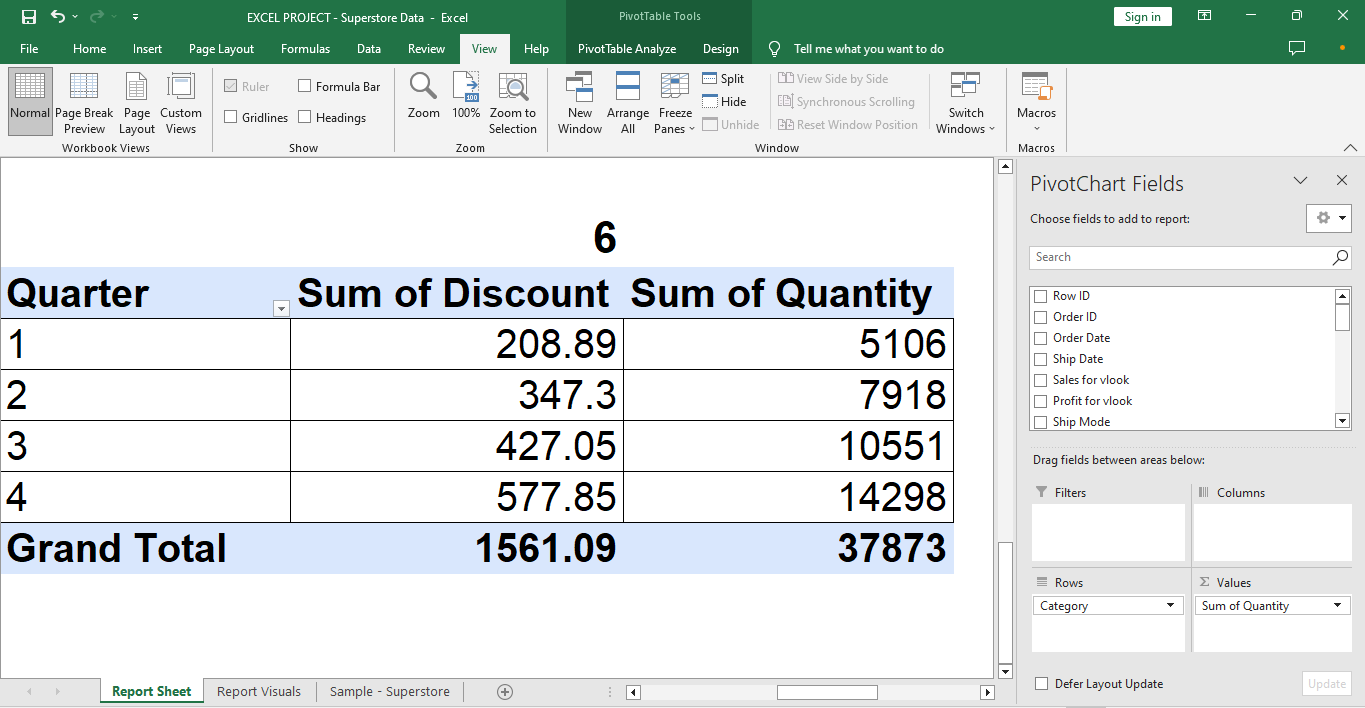 EXCEL PROJECT - Superstore Data - Excel
PivotTable Tools
Sign in
File Home Insert Page Layout Formulas Data Review View Help PivotTable Analyze Design Tell me what you want to do
Normal
Page Break
Preview
Page
Layout
Custom
Views
Workbook Views
Ruler
Formula Bar
Gridlines
Headings
Show
Zoom
100
100%
Zoom to
Selection
Zoom
New
Window
Arrange
All
Freeze
Panes
Split
Hide
Unhide
View Side by Side
Synchronous Scrolling
Reset Window Position
Switch
Windows
Window
Macros
Macros
6
Quarter Sum of Discount Sum of Quantity
1 208.89 5106
2 347.3 7918
3 427.05 10551
4 577.85 14298
Grand Total 1561.09 37873
PivotChart Fields
Choose fields to add to report:
Search
Row ID
Order ID
Order Date
Ship Date
Sales for vlook
Profit for vlook
Ship Mode
Drag fields between areas below:
Filters
Columns
Rows
Σ Values
Category
Sum of Quantity
Defer Layout Update
Update
Report Sheet Report Visuals Sample - Superstore